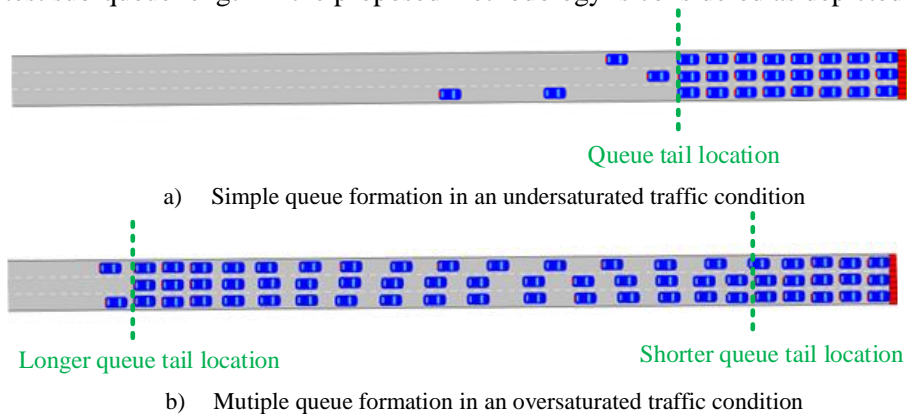 Queue tail location
a) Simple queue formation in an undersaturated traffic condition
Longer queue tail location
Shorter queue tail location
b) Mutiple queue formation in an oversaturated traffic condition